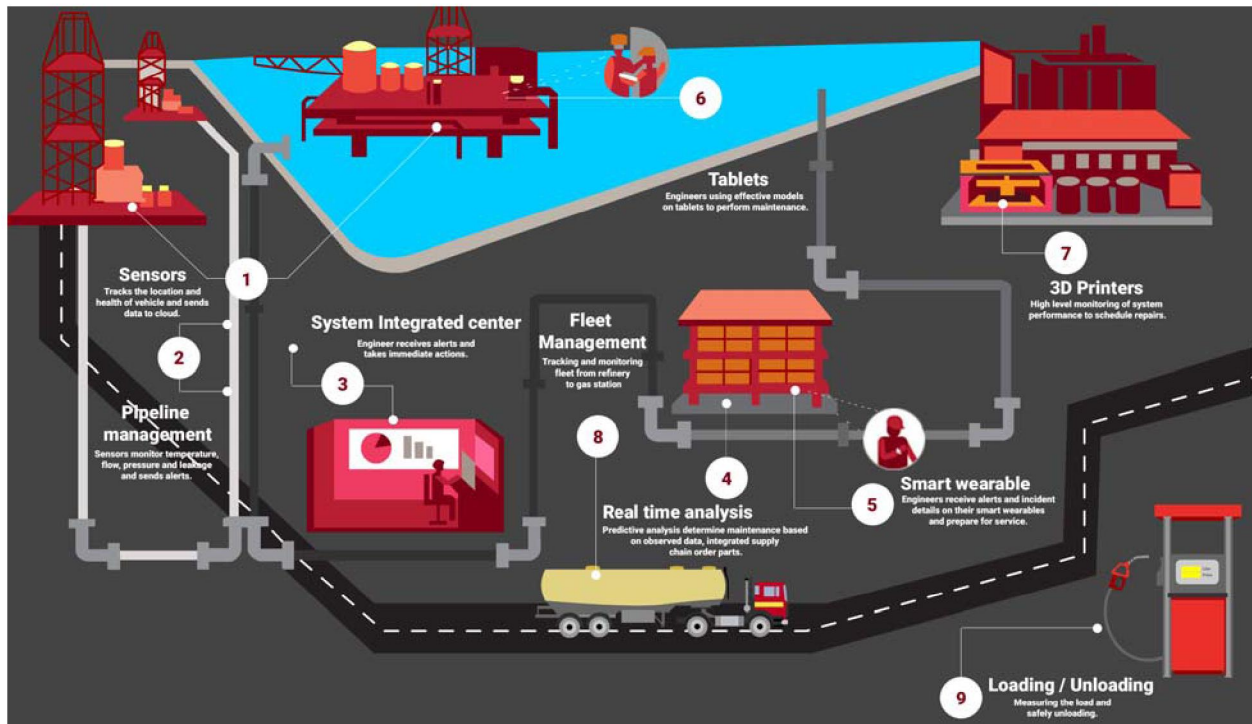 6
Tablets
Engineers using effective models
on tablets to perform maintenance.
7
3D Printers
High level monitoring of system
performance to schedule repairs.
1
Sensors
Tracks the location and
health of vehicle and sends
data to cloud.
2
Pipeline
management
Sensors monitor temperature,
flow, pressure and leakage
and sends alerts.
System Integrated center
Engineer receives alerts and
takes immediate actions.
3
Fleet
Management
Tracking and monitoring
fleet from refinery
to gas station
8
4
Real time analysis
Predictive analysis determine maintenance based
on observed data, integrated supply
chain order parts.
5
Smart wearable
Engineers receive alerts and incident
details on their smart wearables
and prepare for service.
9
Loading / Unloading
Measuring the load and
safely unloading.